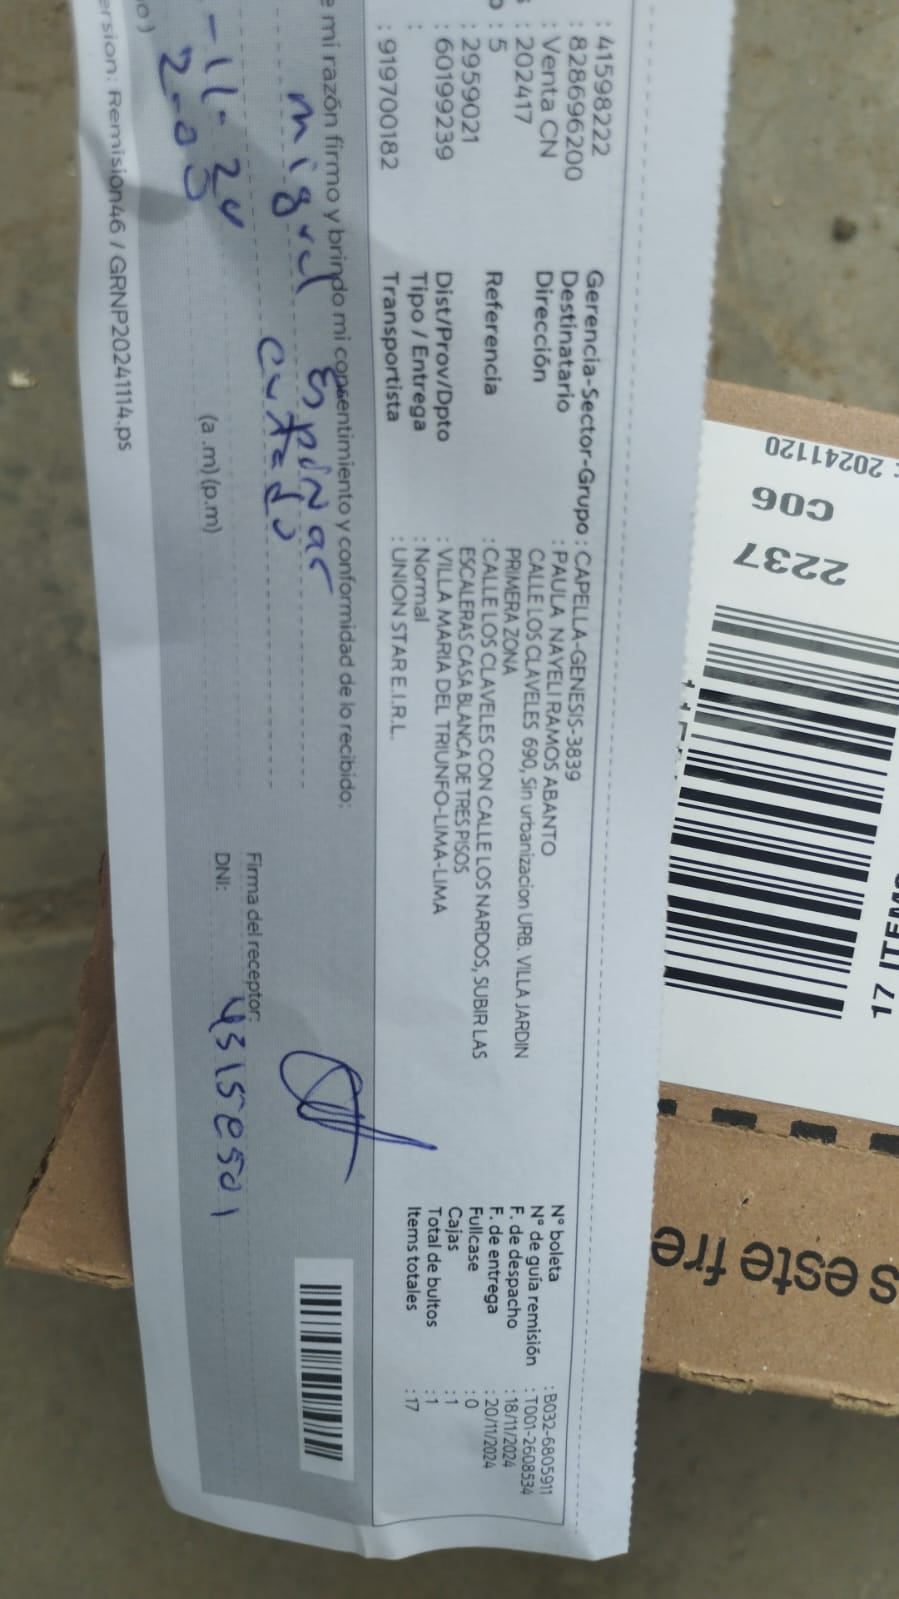 : 41598222
: 828696200
: Venta CN
: 202417
: 5
: 2959021
: 60199239
:
: 919700182
Gerencia-Sector-Grupo : CAPELLA-GENESIS-3839
Destinatario : PAULA NAYELI RAMOS ABANTO
Dirección CALLE LOS CLAVELES 690, Sin urbanizacion URB. VILLA JARDIN
PRIMERA ZONA
Referencia : CALLE LOS CLAVELES CON CALLE LOS NARDOS, SUBIR LAS
ESCALERAS CASA BLANCA DE TRES PISOS
Dist/Prov/Dpto : VILLA MARIA DEL TRIUNFO-LIMA-LIMA
Tipo / Entrega : Normal
Transportista : UNION STAR E.I.R.L.
N° boleta : B032-6805911
N° de guía remisión : T001-2608534
F. de despacho : 18/11/2024
F. de entrega : 20/11/2024
Fullcase : 0
Cajas : 1
Total de bultos : 1
Items totales : 17
e mi razón firmo y brindo mi consentimiento y conformidad de lo recibido:
Espinar
-11-24
(a .m) (p.m)
Firma del receptor:
DNI:
ersion: Remision46 / GRNP20241114.ps
: 20241120
C06
2237
17
s este fre